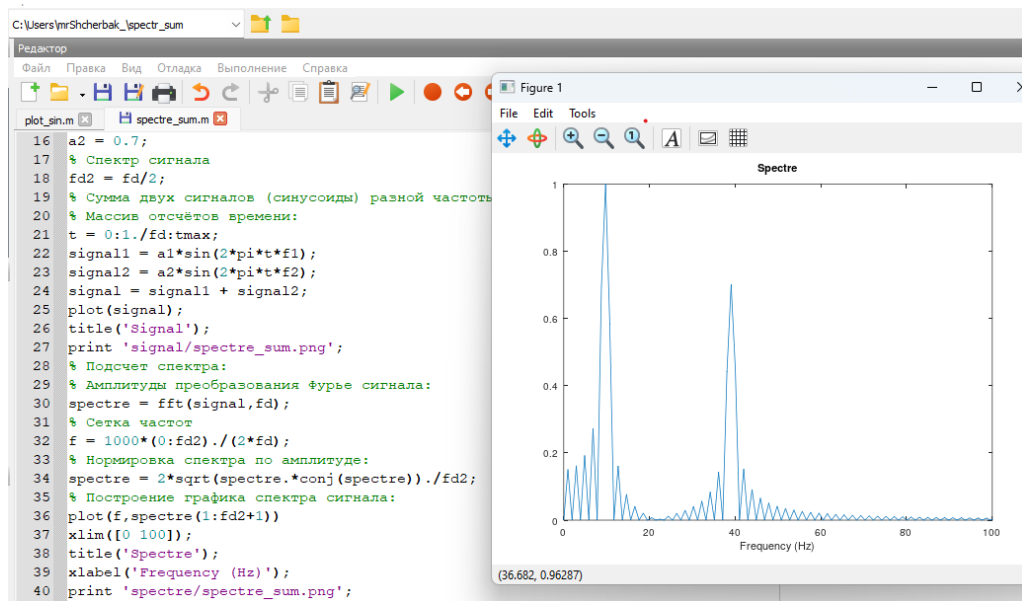 C:\Users\mrShcherbak_\spectr_sum
Редактор
Файл Правка Вид Отладка Выполнение Справка
plot_sin.m spectre_sum.m
16 a2 = 0.7;
17 % Спектр сигнала
18 fd2 = fd/2;
19 % Сумма двух сигналов (синусоиды) разной частоты
20 % Массив отсчётов времени:
21 t = 0:1./fd:tmax;
22 signal1 = a1*sin(2*pi*t*f1);
23 signal2 = a2*sin(2*pi*t*f2);
24 signal = signal1 + signal2;
25 plot(signal);
26 title('Signal');
27 print 'signal/spectre_sum.png';
28 % Подсчет спектра:
29 % Амплитуды преобразования Фурье сигнала:
30 spectre = fft(signal,fd);
31 % Сетка частот
32 f = 1000*(0:fd2)./(2*fd);
33 % Нормировка спектра по амплитуде:
34 spectre = 2*sqrt(spectre.*conj(spectre))./fd2;
35 % Построение графика спектра сигнала:
36 plot(f,spectre(1:fd2+1))
37 xlim([0 100]);
38 title('Spectre');
39 xlabel('Frequency (Hz)');
40 print 'spectre/spectre_sum.png';
Figure 1
File Edit Tools
A
Spectre
1
0.8
0.6
0.4
0.2
0
0 20 40 60 80 100
Frequency (Hz)
(36.682, 0.96287)